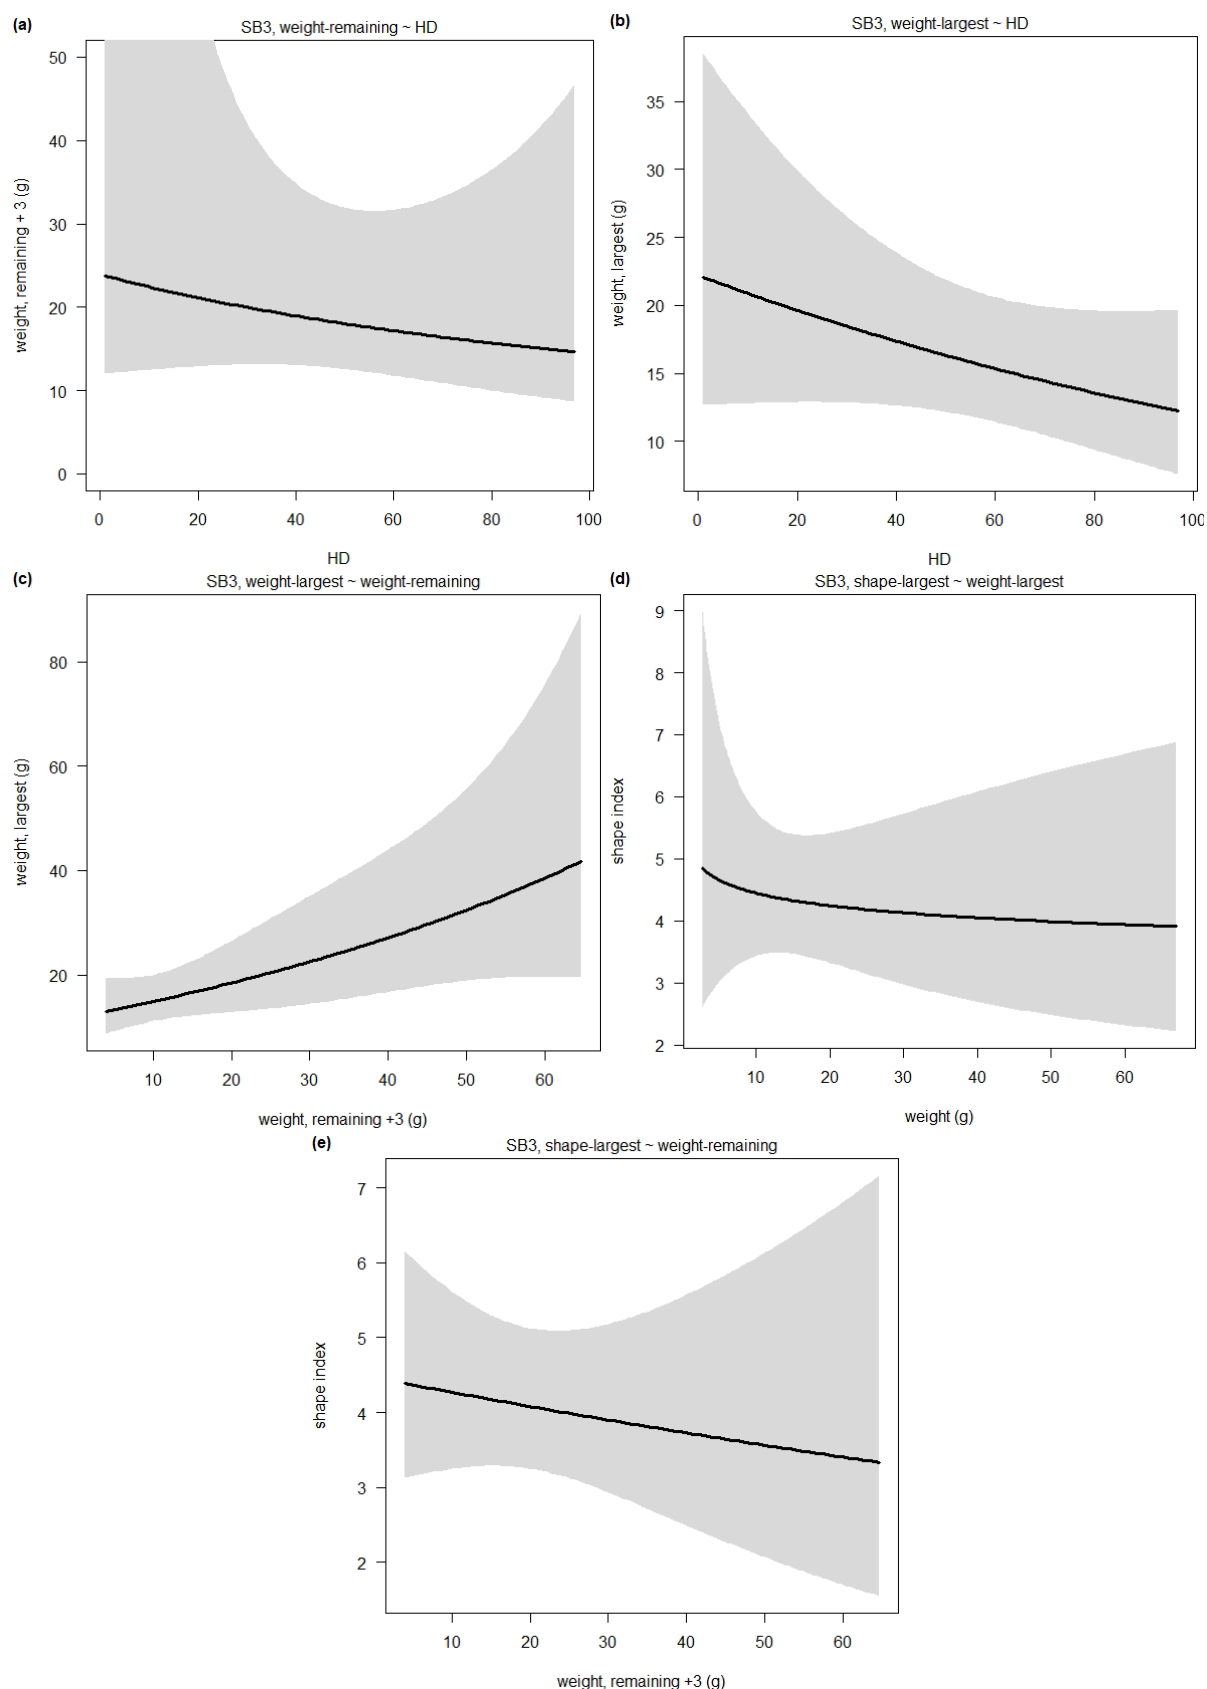 (a)
SB3, weight-remaining ~ HD
50
40
30
20
10
0
weight, remaining + 3 (g)
0 20 40 60 80 100
HD
(b)
SB3, weight-largest ~ HD
35
30
25
20
15
10
weight, largest (g)
0 20 40 60 80 100
HD
(c)
SB3, weight-largest ~ weight-remaining
80
60
40
20
weight, largest (g)
10 20 30 40 50 60
weight, remaining +3 (g)
(d)
SB3, shape-largest ~ weight-largest
9
8
7
6
5
4
3
2
shape index
10 20 30 40 50 60
weight (g)
(e)
SB3, shape-largest ~ weight-remaining
7
6
5
4
3
2
shape index
10 20 30 40 50 60
weight, remaining +3 (g)